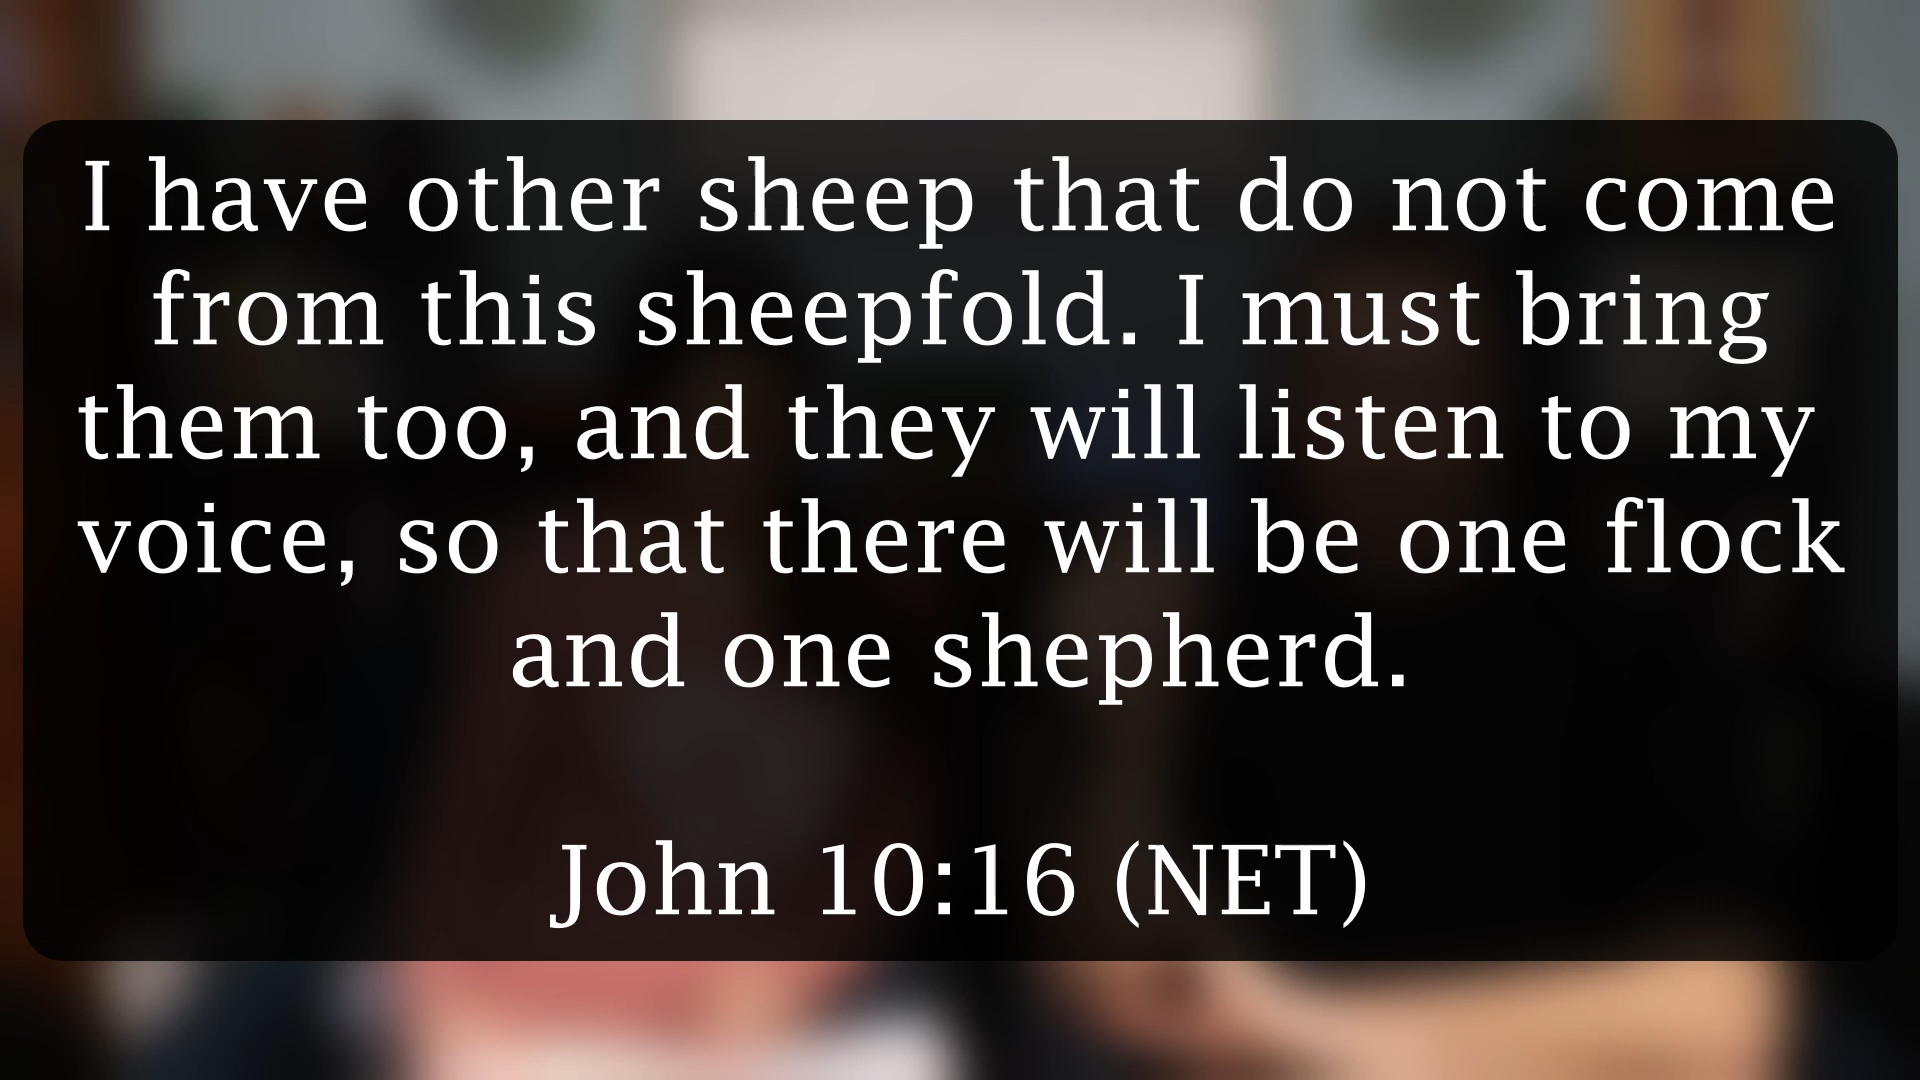 I have other sheep that do not come
from this sheepfold. I must bring
them too, and they will listen to my
voice, so that there will be one flock
and one shepherd.
John 10:16 (NET)